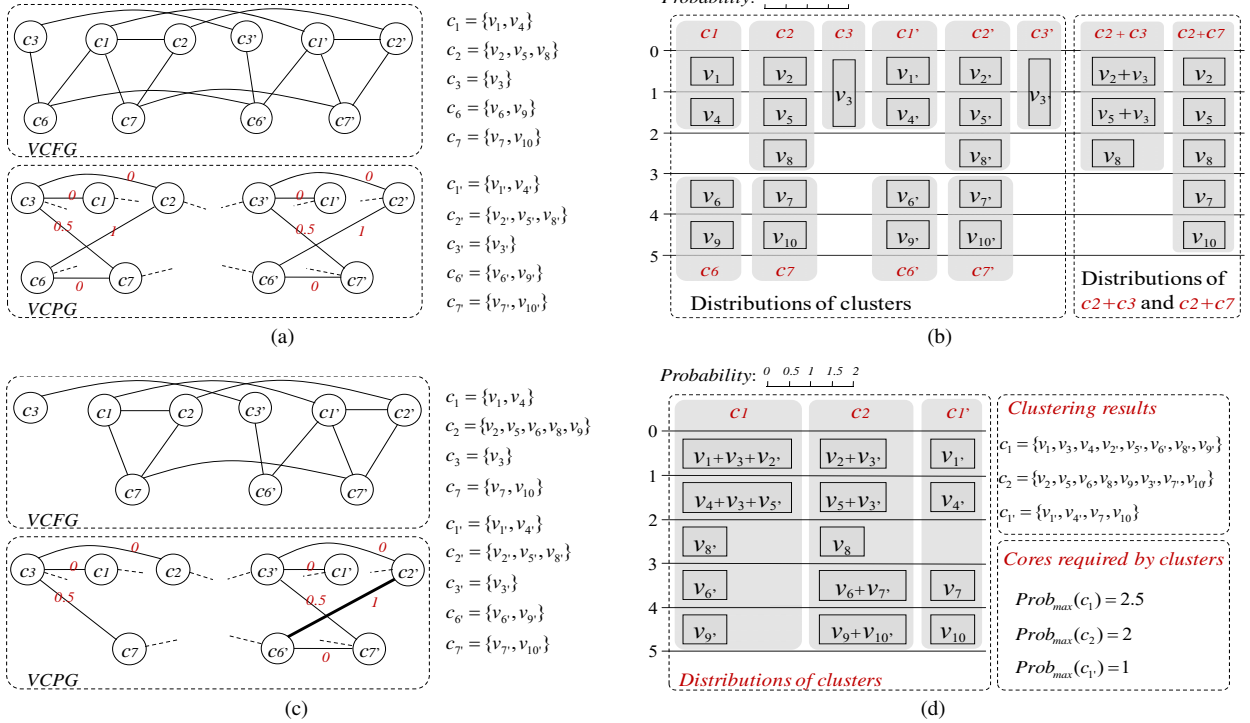 c3 c1 c2 c3' c1' c2'
c6 c7 c6' c7'
VCFG
0 0
c3 0 c1 c2 c3' 0 c1' c2'
0.5 1 0.5 1
c6 0 c7 c6' 0 c7'
VCPG
c₁ = {v₁, v₄}
c₂ = {v₂, v₅, v₈}
c₃ = {v₃}
c₆ = {v₆, v₉}
c₇ = {v₇, v₁₀}
c₁' = {v₁', v₄'}
c₂' = {v₂', v₅', v₈'}
c₃' = {v₃'}
c₆' = {v₆', v₉'}
c₇' = {v₇', v₁₀'}
(a)
c1 c2 c3 c1' c2' c3' c2+c3 c2+c7
0
v₁ v₂ v₃ v₁' v₂' v₃' v₂+v₃ v₂
1
v₄ v₅ v₄' v₅' v₅+v₃ v₅
2
v₈ v₈' v₈ v₈
3
v₆ v₇ v₆' v₇' v₇
4
v₉ v₁₀ v₉' v₁₀' v₁₀
5
c6 c7 c6' c7'
Distributions of clusters
Distributions of
c2+c3 and c2+c7
(b)
c3 c1 c2 c3' c1' c2'
c7 c6' c7'
VCFG
0 0
c3 0 c1 c2 c3' 0 c1' c2'
0.5 0.5 1
c7 c6' 0 c7'
VCPG
c₁ = {v₁, v₄}
c₂ = {v₂, v₅, v₆, v₈, v₉}
c₃ = {v₃}
c₇ = {v₇, v₁₀}
c₁' = {v₁', v₄'}
c₂' = {v₂', v₅', v₈'}
c₃' = {v₃'}
c₆' = {v₆', v₉'}
c₇' = {v₇', v₁₀'}
(c)
Probability: 0 0.5 1 1.5 2
c1 c2 c1'
0
v₁+v₃+v₂' v₂+v₃' v₁'
1
v₄+v₃+v₅' v₅+v₃' v₄'
2
v₈' v₈
3
v₆' v₆+v₇' v₇
4
v₉' v₉+v₁₀' v₁₀
5
Distributions of clusters
Clustering results
c₁ = {v₁, v₃, v₄, v₂', v₅', v₆', v₈', v₉'}
c₂ = {v₂, v₅, v₆, v₈, v₉, v₃', v₇', v₁₀'}
c₁' = {v₁', v₄', v₇, v₁₀}
Cores required by clusters
Prob_max(c₁) = 2.5
Prob_max(c₂) = 2
Prob_max(c₁') = 1
(d)